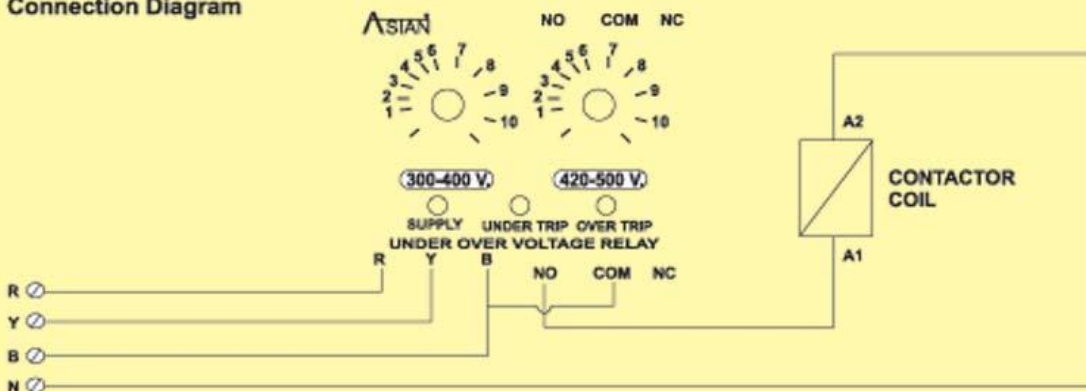 Connection Diagram
ASIAN
NO COM NC
1 2 3 4 5 6 7 8 9 10
1 2 3 4 5 6 7 8 9 10
A2
300-400 V. 420-500 V.
CONTACTOR
COIL
SUPPLY UNDER TRIP OVER TRIP
UNDER OVER VOLTAGE RELAY
A1
R Y B
NO COM NC
R
Y
B
N